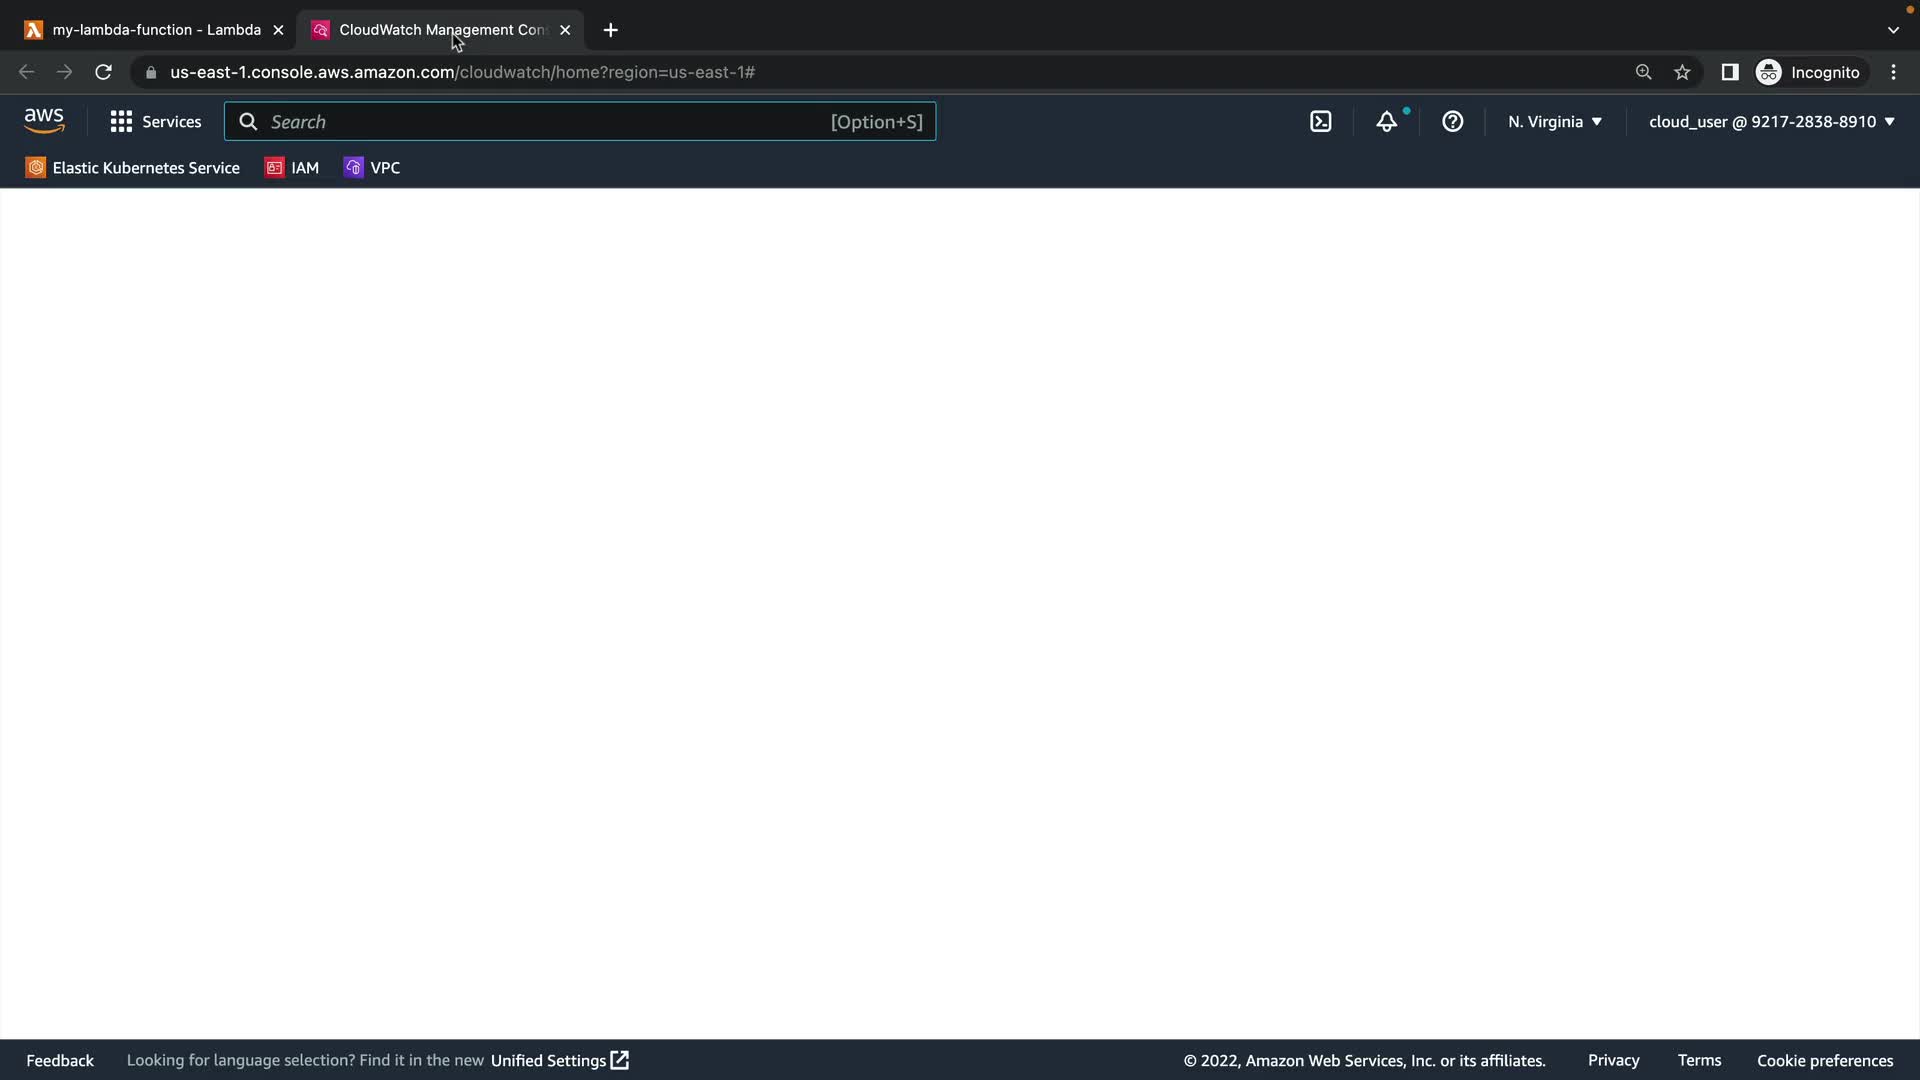 my-lambda-function - Lambda
CloudWatch Management Con
us-east-1.console.aws.amazon.com/cloudwatch/home?region=us-east-1#
Incognito
aws
Services
Search
[Option+S]
N. Virginia
cloud_user @ 9217-2838-8910
Elastic Kubernetes Service
IAM
VPC
Feedback
Looking for language selection? Find it in the new Unified Settings
© 2022, Amazon Web Services, Inc. or its affiliates.
Privacy
Terms
Cookie preferences